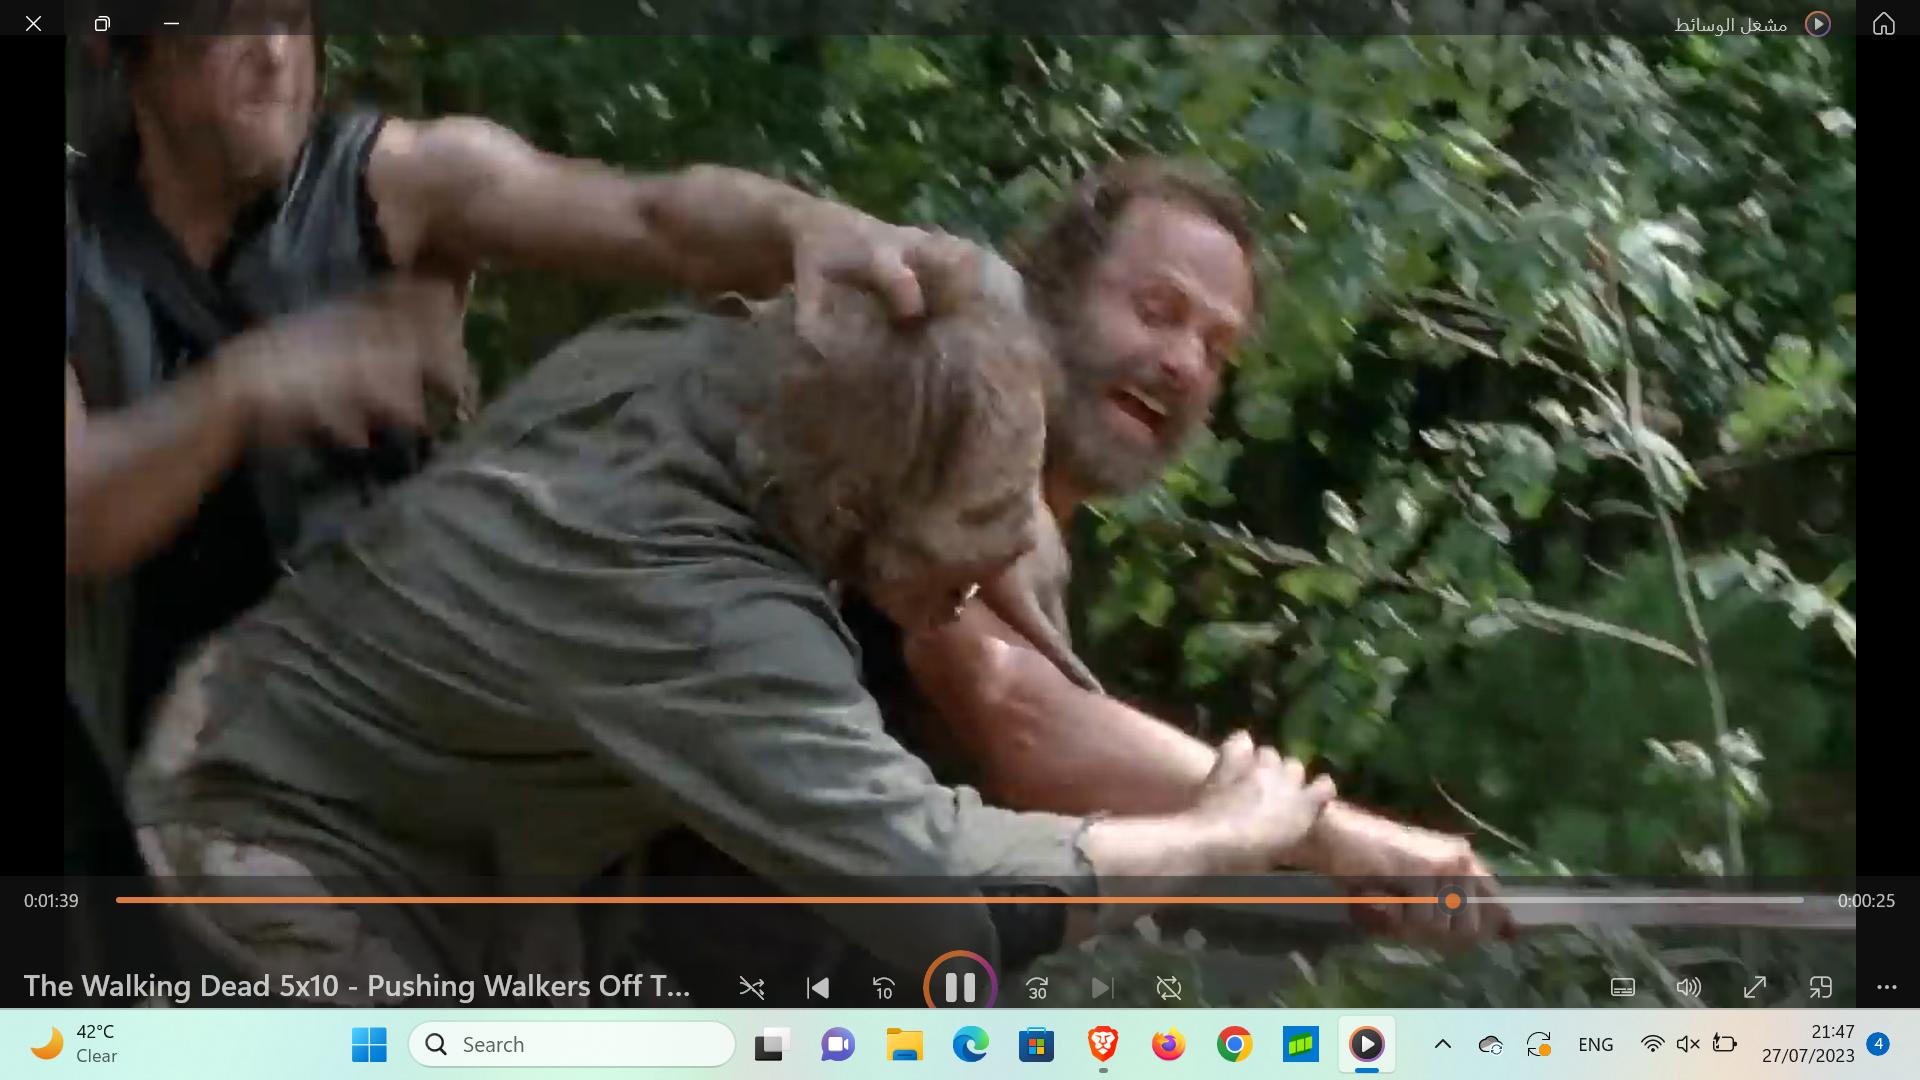 مشغل الوسائط
0:01:39
0:00:25
The Walking Dead 5x10 - Pushing Walkers Off T...
10
30
42°C
Clear
Search
ENG
21:47
27/07/2023
4